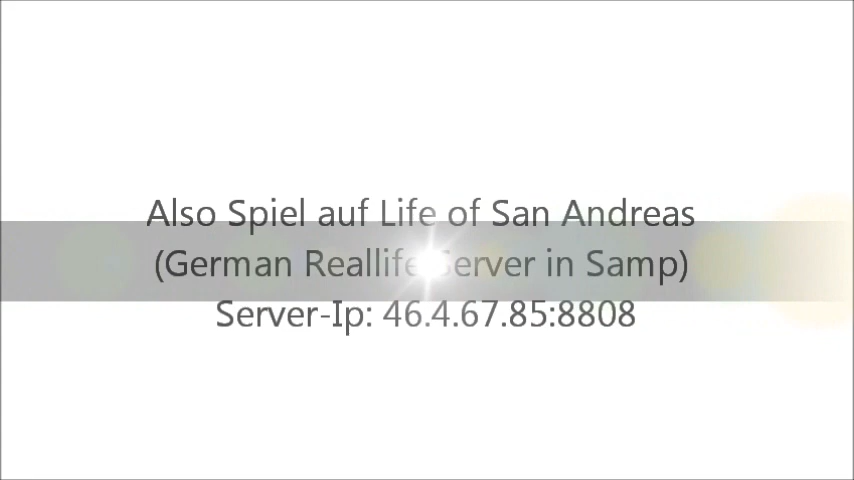 Also Spiel auf Life of San Andreas
(German Reallife Server in Samp)
Server-Ip: 46.4.67.85:8808